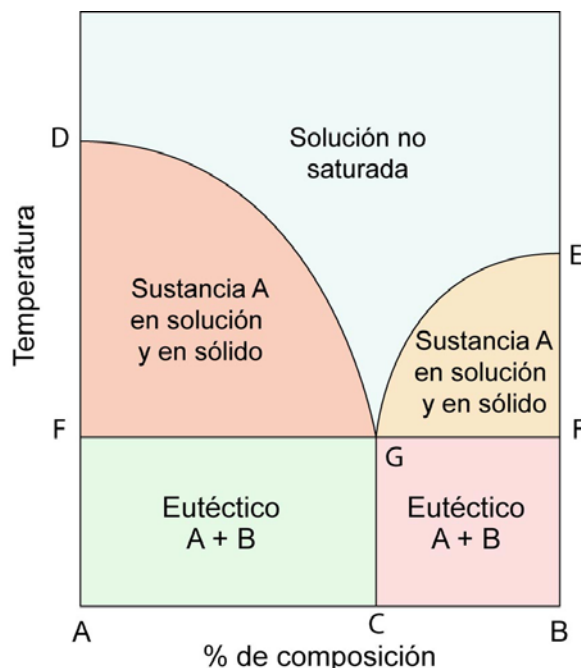 D
Solución no
saturada
E
Temperatura
Sustancia A
en solución
y en sólido
Sustancia A
en solución
y en sólido
F
F
G
Eutéctico
A + B
Eutéctico
A + B
A
C
B
% de composición